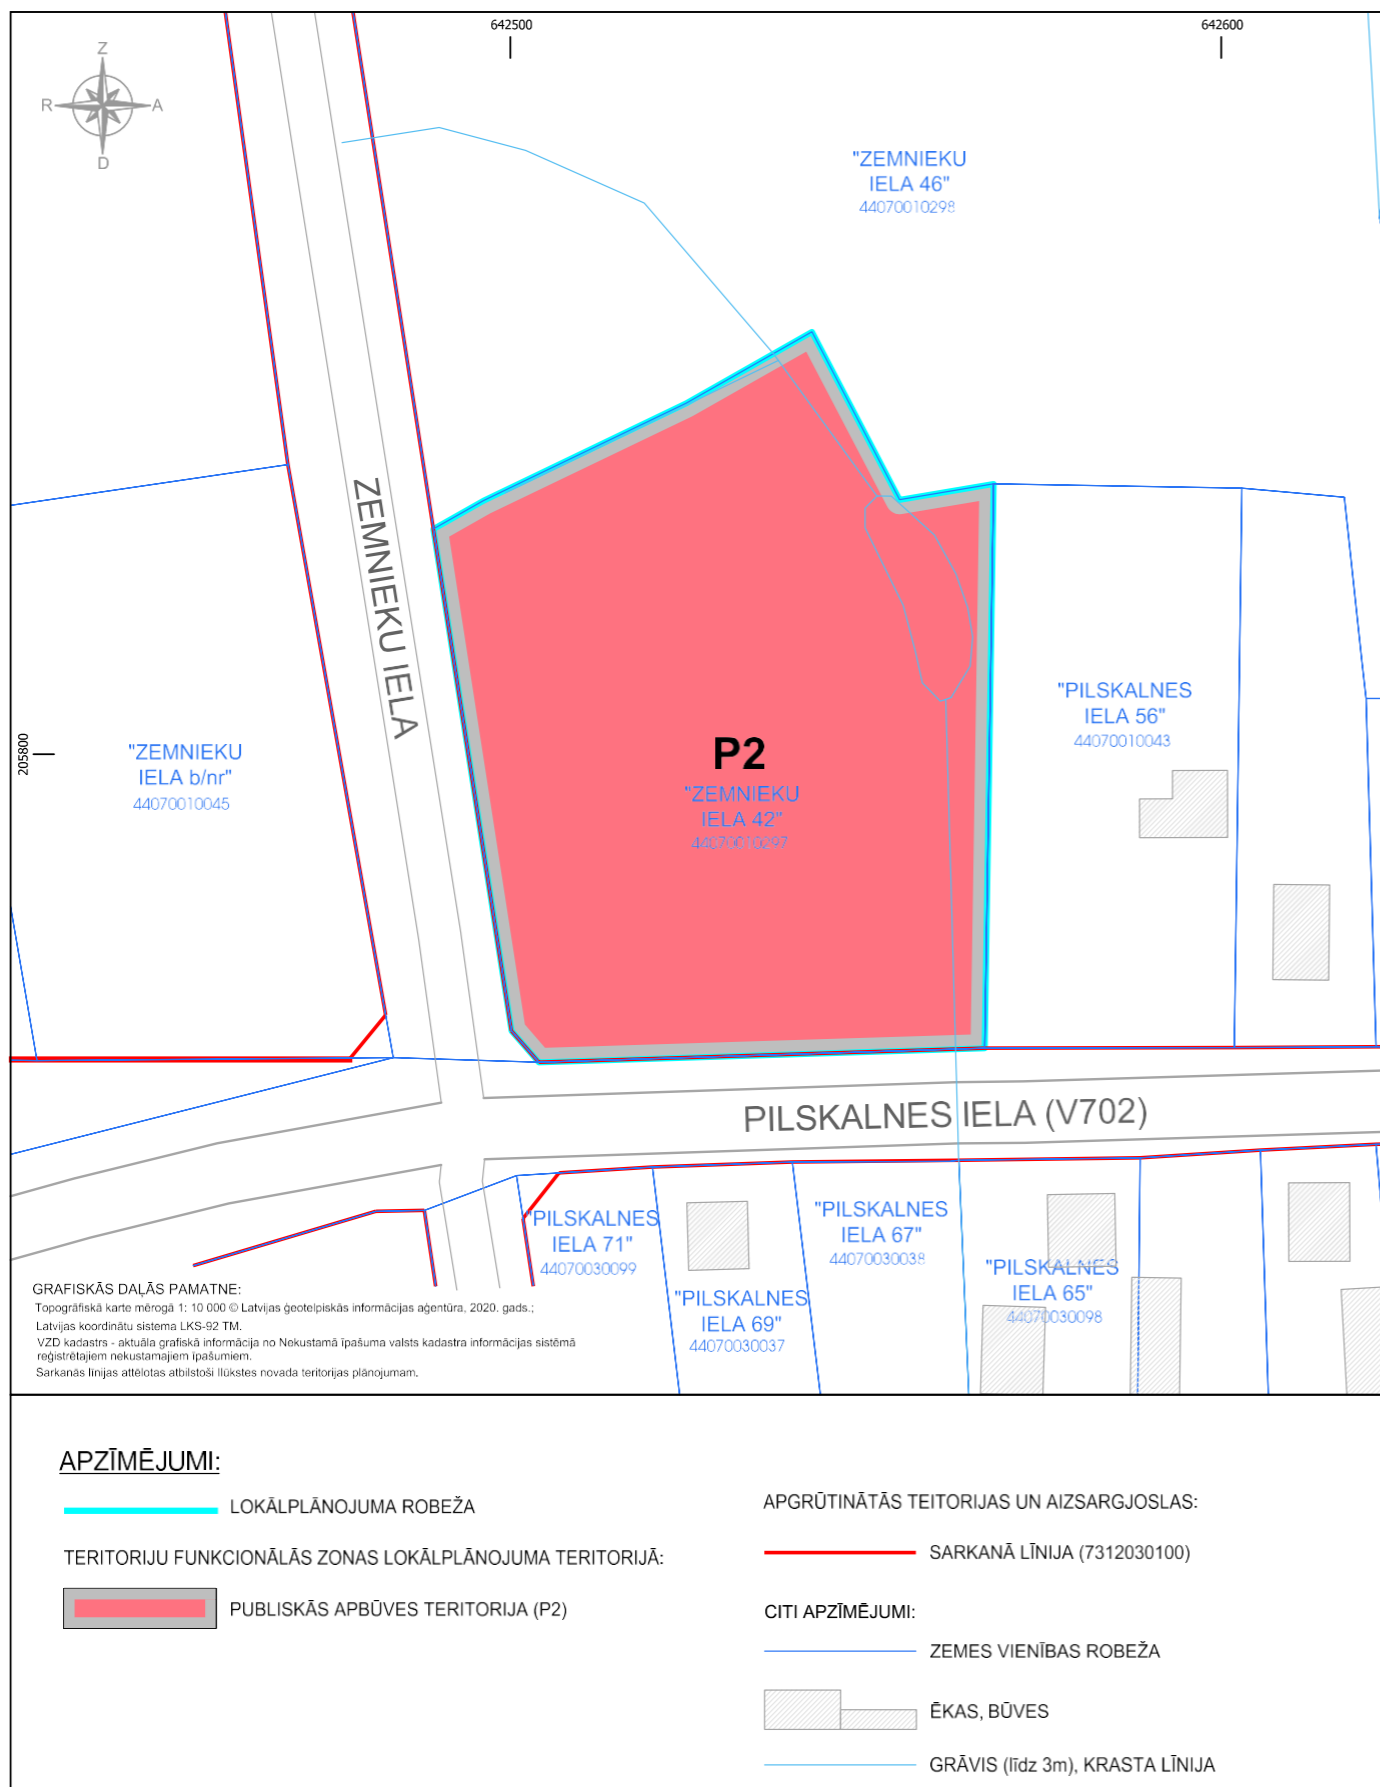 642500
642600
Z
R
A
D
"ZEMNIEKU
IELA 46"
44070010298
ZEMNIEKU IELA
205800
"ZEMNIEKU
IELA b/nr"
44070010045
P2
"ZEMNIEKU
IELA 42"
44070010297
"PILSKALNES
IELA 56"
44070010043
PILSKALNES IELA (V702)
"PILSKALNES
IELA 71"
44070030099
"PILSKALNES
IELA 69"
44070030037
"PILSKALNES
IELA 67"
44070030038
"PILSKALNES
IELA 65"
44070030098
GRAFISKĀS DAĻĀS PAMATNE:
Topogrāfiskā karte mērogā 1: 10 000 © Latvijas ģeotelpiskās informācijas aģentūra, 2020. gads.;
Latvijas koordinātu sistema LKS-92 TM.
VZD kadastrs - aktuāla grafiskā informācija no Nekustamā īpašuma valsts kadastra informācijas sistēmā
reģistrētajiem nekustamajiem īpašumiem.
Sarkanās līnijas attēlotas atbilstoši Ilūkstes novada teritorijas plānojumam.
APZĪMĒJUMI:
LOKĀLPLĀNOJUMA ROBEŽA
TERITORIJU FUNKCIONĀLĀS ZONAS LOKĀLPLĀNOJUMA TERITORIJĀ:
PUBLISKĀS APBŪVES TERITORIJA (P2)
APGRŪTINĀTĀS TEITORIJAS UN AIZSARGJOSLAS:
SARKANĀ LĪNIJA (7312030100)
CITI APZĪMĒJUMI:
ZEMES VIENĪBAS ROBEŽA
ĒKAS, BŪVES
GRĀVIS (līdz 3m), KRASTA LĪNIJA